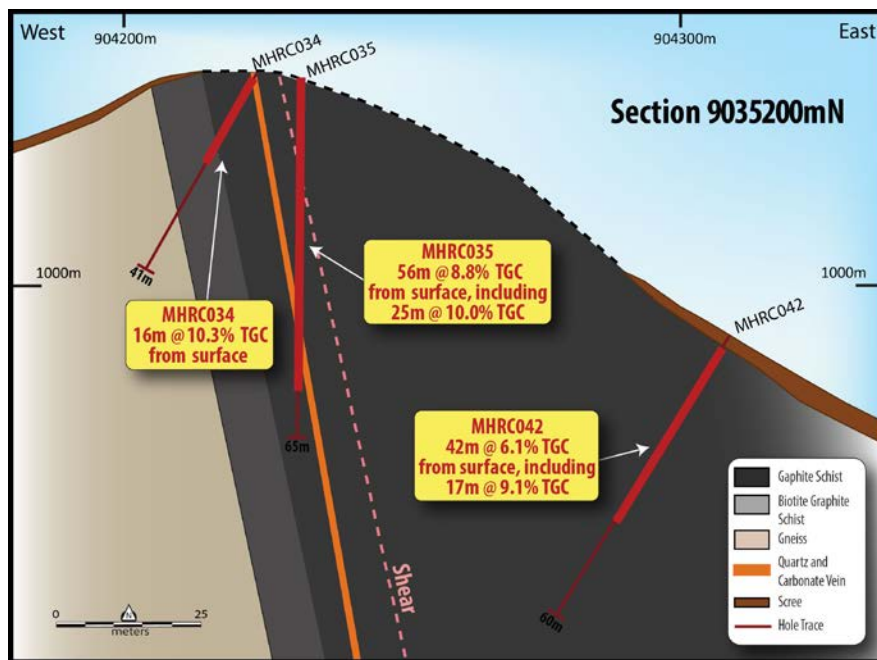 West
904200m
904300m
East
MHRC034
MHRC035
Section 9035200mN
1000m
1000m
41m
MHRC034
16m @ 10.3% TGC
from surface
MHRC035
56m @ 8.8% TGC
from surface, including
25m @ 10.0% TGC
MHRC042
65m
MHRC042
42m @ 6.1% TGC
from surface, including
17m @ 9.1% TGC
60m
Shear
0
N
25
meters
Gaphite Schist
Biotite Graphite
Schist
Gneiss
Quartz and
Carbonate Vein
Scree
Hole Trace